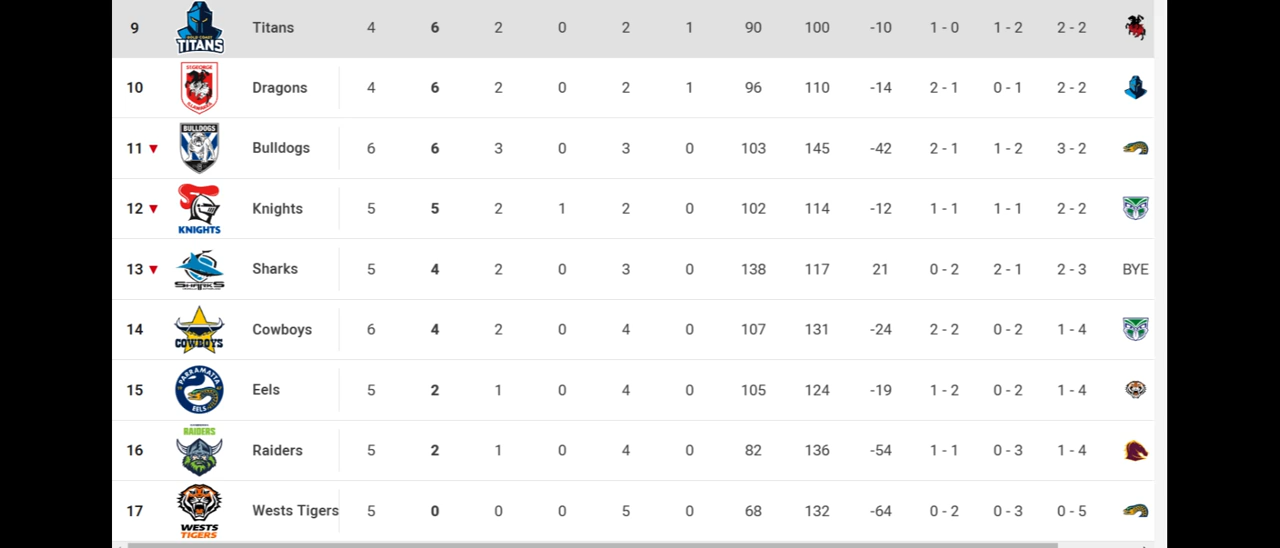 9 TITANS Titans 4 6 2 0 2 1 90 100 -10 1 - 0 1 - 2 2 - 2
10 ST GEORGE ILLAWARRA Dragons 4 6 2 0 2 1 96 110 -14 2 - 1 0 - 1 2 - 2
11 BULLDOGS Bulldogs 6 6 3 0 3 0 103 145 -42 2 - 1 1 - 2 3 - 2
12 KNIGHTS Knights 5 5 2 1 2 0 102 114 -12 1 - 1 1 - 1 2 - 2
13 SHARKS Sharks 5 4 2 0 3 0 138 117 21 0 - 2 2 - 1 2 - 3 BYE
14 COWBOYS Cowboys 6 4 2 0 4 0 107 131 -24 2 - 2 0 - 2 1 - 4
15 PARRAMATTA EELS Eels 5 2 1 0 4 0 105 124 -19 1 - 2 0 - 2 1 - 4
16 RAIDERS Raiders 5 2 1 0 4 0 82 136 -54 1 - 1 0 - 3 1 - 4
17 WESTS TIGERS Wests Tigers 5 0 0 0 5 0 68 132 -64 0 - 2 0 - 3 0 - 5